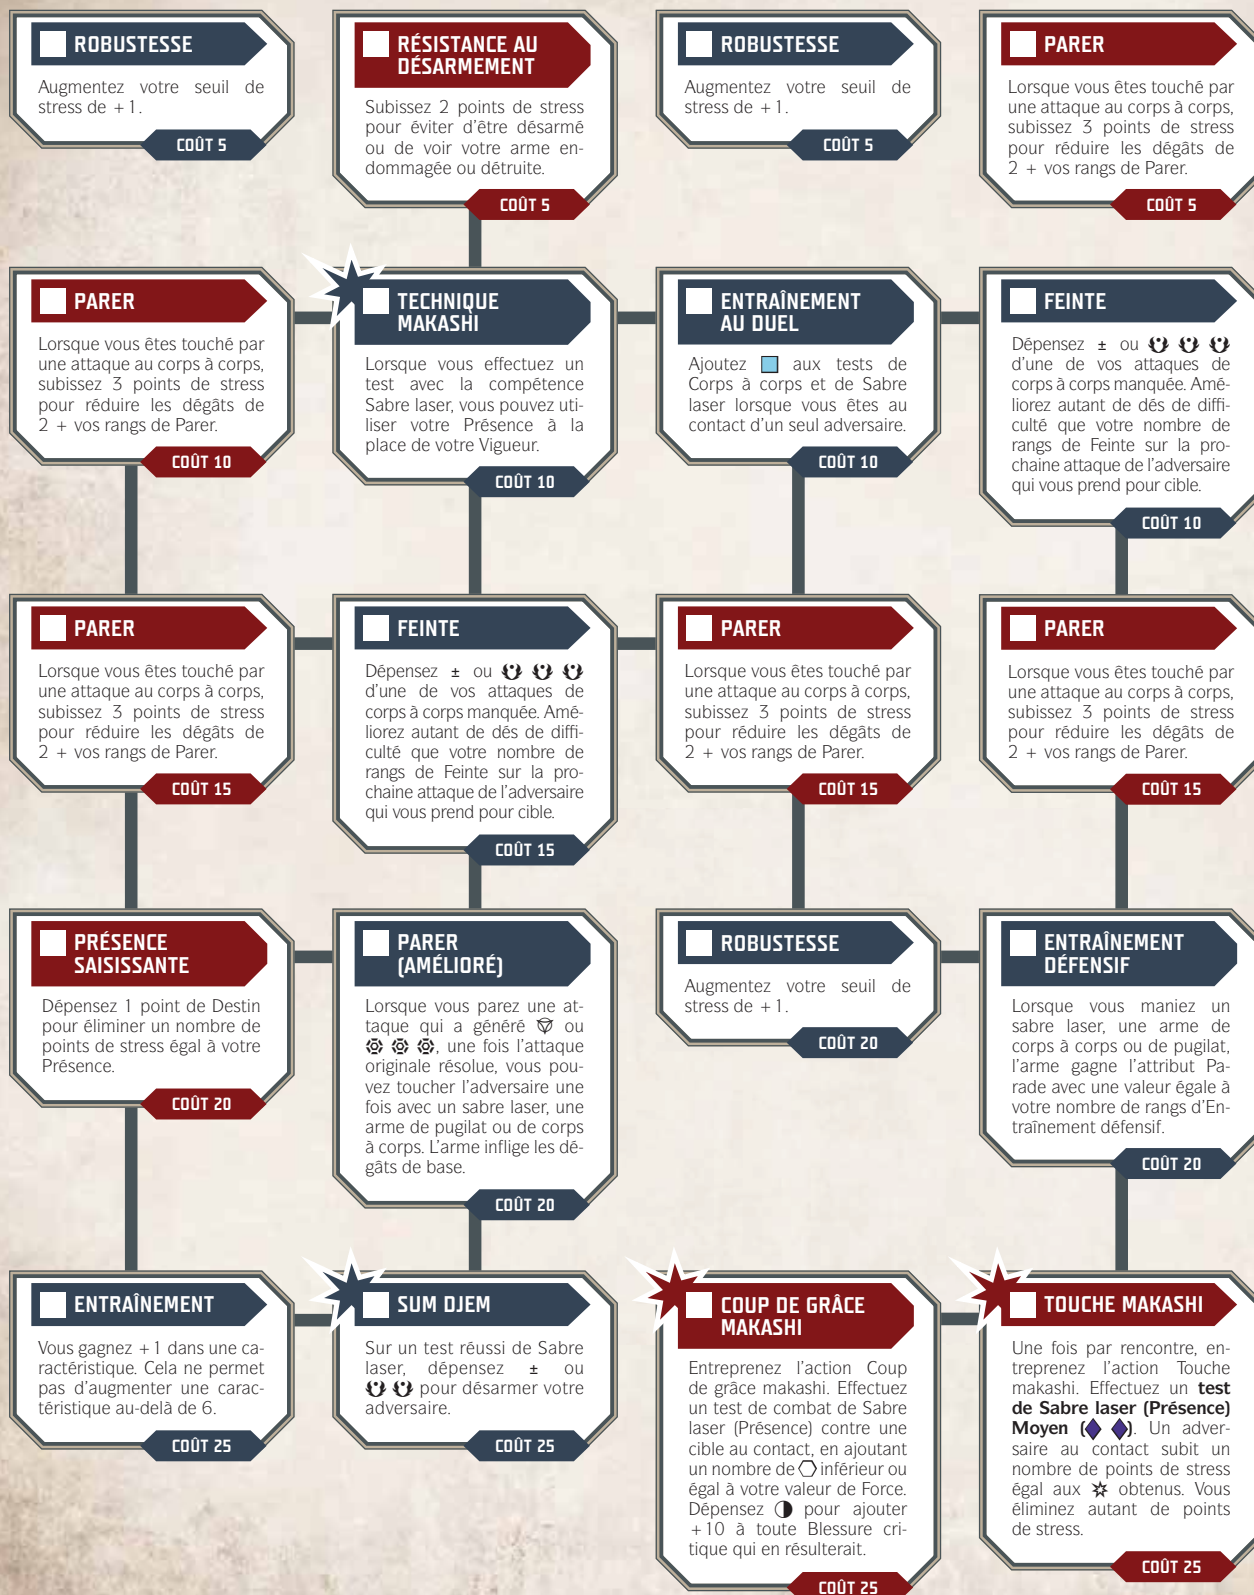 ROBUSTESSE
Augmentez votre seuil de
stress de +1.
COÛT 5
RÉSISTANCE AU
DÉSARMEMENT
Subissez 2 points de stress
pour éviter d'être désarmé
ou de voir votre arme en-
dommagée ou détruite.
COÛT 5
ROBUSTESSE
Augmentez votre seuil de
stress de +1.
COÛT 5
PARER
Lorsque vous êtes touché par
une attaque au corps à corps,
subissez 3 points de stress
pour réduire les dégâts de
2 + vos rangs de Parer.
COÛT 5
PARER
Lorsque vous êtes touché par
une attaque au corps à corps,
subissez 3 points de stress
pour réduire les dégâts de
2 + vos rangs de Parer.
COÛT 10
TECHNIQUE
MAKASHI
Lorsque vous effectuez un
test avec la compétence
Sabre laser, vous pouvez uti-
liser votre Présence à la
place de votre Vigueur.
COÛT 10
ENTRAÎNEMENT
AU DUEL
Ajoutez aux tests de
Corps à corps et de Sabre
laser lorsque vous êtes au
contact d'un seul adversaire.
COÛT 10
FEINTE
Dépensez ± ou
d'une de vos attaques de
corps à corps manquée. Amé-
liorez autant de dés de diffi-
culté que votre nombre de
rangs de Feinte sur la pro-
chaine attaque de l'adversaire
qui vous prend pour cible.
COÛT 10
PARER
Lorsque vous êtes touché par
une attaque au corps à corps,
subissez 3 points de stress
pour réduire les dégâts de
2 + vos rangs de Parer.
COÛT 15
FEINTE
Dépensez ± ou
d'une de vos attaques de
corps à corps manquée. Amé-
liorez autant de dés de diffi-
culté que votre nombre de
rangs de Feinte sur la pro-
chaine attaque de l'adversaire
qui vous prend pour cible.
COÛT 15
PARER
Lorsque vous êtes touché par
une attaque au corps à corps,
subissez 3 points de stress
pour réduire les dégâts de
2 + vos rangs de Parer.
COÛT 15
PARER
Lorsque vous êtes touché par
une attaque au corps à corps,
subissez 3 points de stress
pour réduire les dégâts de
2 + vos rangs de Parer.
COÛT 15
PRÉSENCE
SAISISSANTE
Dépensez 1 point de Destin
pour éliminer un nombre de
points de stress égal à votre
Présence.
COÛT 20
PARER
(AMÉLIORÉ)
Lorsque vous parez une at-
taque qui a généré ou
, une fois l'attaque
originale résolue, vous pou-
vez toucher l'adversaire une
fois avec un sabre laser, une
arme de pugilat ou de corps
à corps. L'arme inflige les dé-
gâts de base.
COÛT 20
ROBUSTESSE
Augmentez votre seuil de
stress de +1.
COÛT 20
ENTRAÎNEMENT
DÉFENSIF
Lorsque vous maniez un
sabre laser, une arme de
corps à corps ou de pugilat,
l'arme gagne l'attribut Pa-
rade avec une valeur égale à
votre nombre de rangs d'En-
traînement défensif.
COÛT 20
ENTRAÎNEMENT
Vous gagnez +1 dans une ca-
ractéristique. Cela ne permet
pas d'augmenter une carac-
téristique au-delà de 6.
COÛT 25
SUM DJEM
Sur un test réussi de Sabre
laser, dépensez ± ou
pour désarmer votre
adversaire.
COÛT 25
COUP DE GRÂCE
MAKASHI
Entreprenez l'action Coup
de grâce makashi. Effectuez
un test de combat de Sabre
laser (Présence) contre une
cible au contact, en ajoutant
un nombre de inférieur ou
égal à votre valeur de Force.
Dépensez pour ajouter
+10 à toute Blessure cri-
tique qui en résulterait.
COÛT 25
TOUCHE MAKASHI
Une fois par rencontre, en-
treprenez l'action Touche
makashi. Effectuez un test
de Sabre laser (Présence)
Moyen ( ). Un adver-
saire au contact subit un
nombre de points de stress
égal aux obtenus. Vous
éliminez autant de points
de stress.
COÛT 25